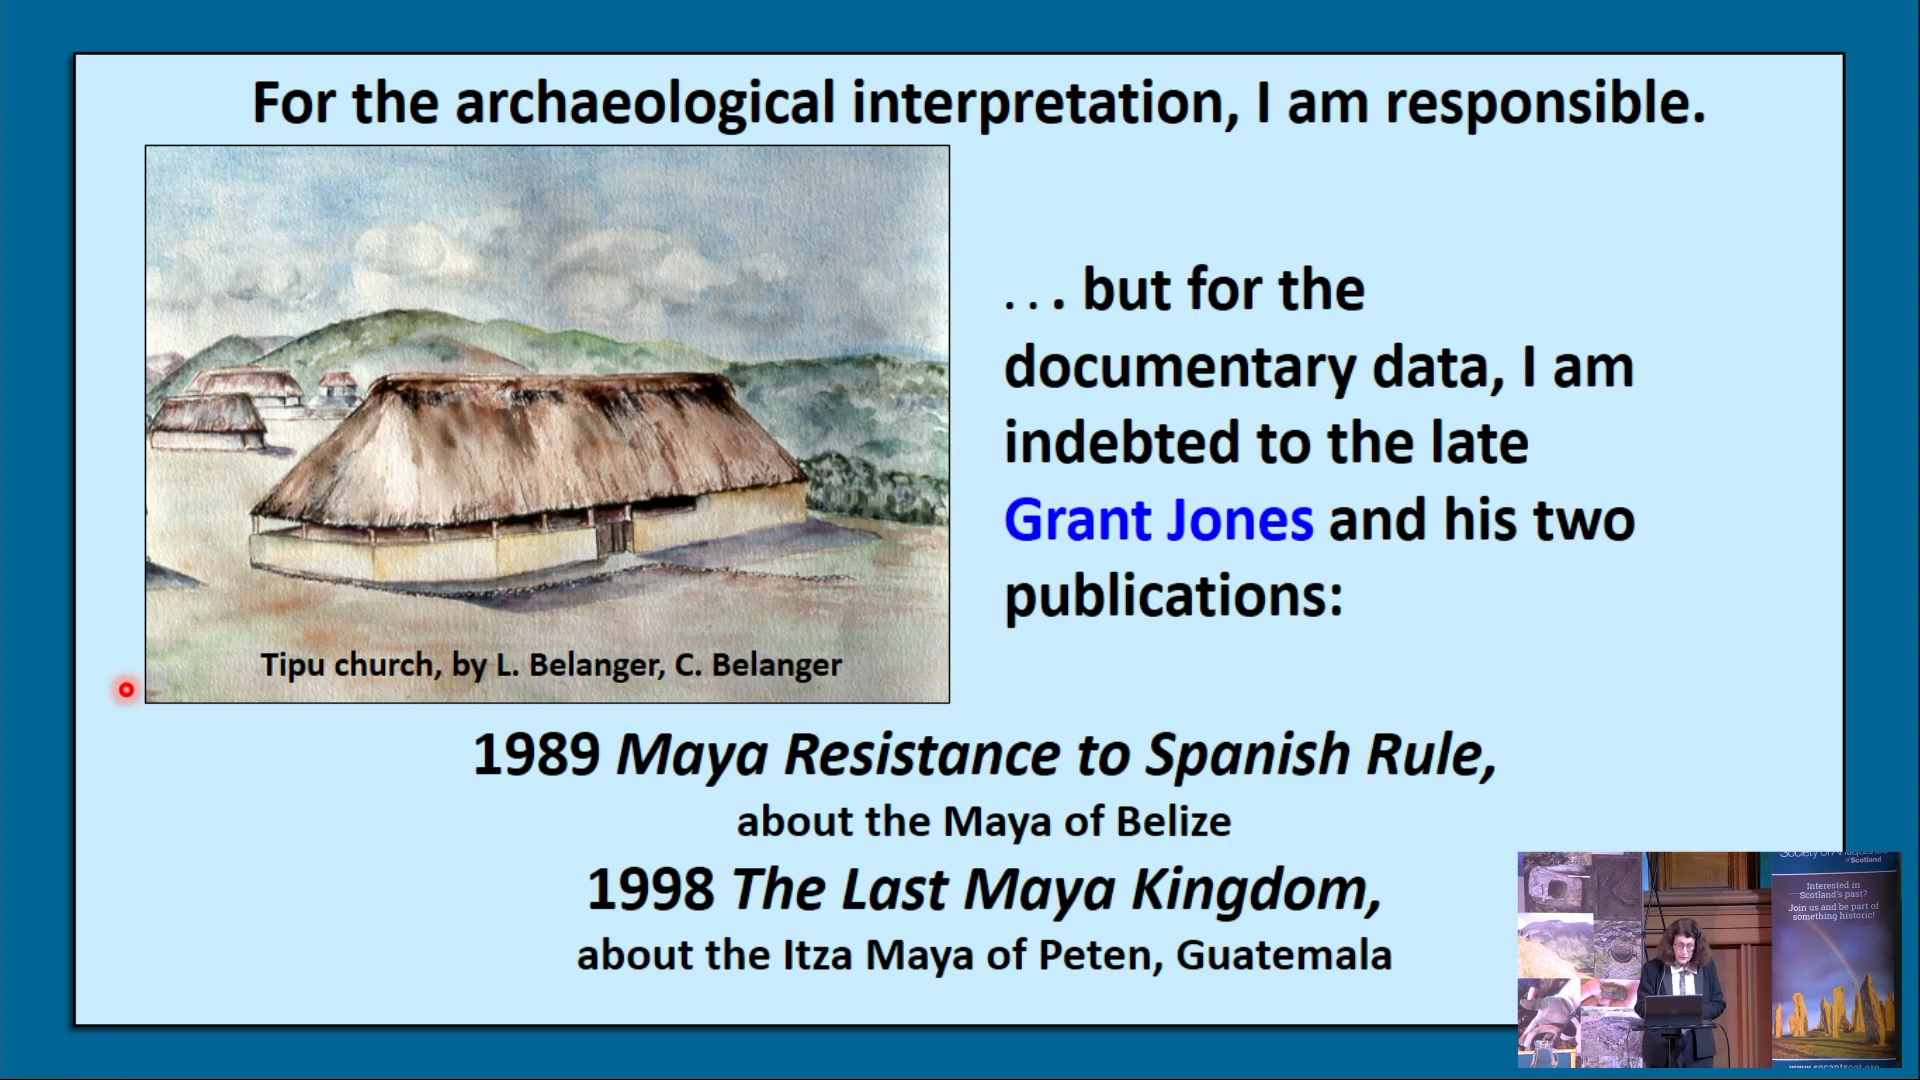 For the archaeological interpretation, I am responsible.
Tipu church, by L. Belanger, C. Belanger
. . . but for the
documentary data, I am
indebted to the late
Grant Jones and his two
publications:
1989 Maya Resistance to Spanish Rule,
about the Maya of Belize
1998 The Last Maya Kingdom,
about the Itza Maya of Peten, Guatemala
of Scotland
Interested in
Scotland's past?
Join us and be part of
something historic!